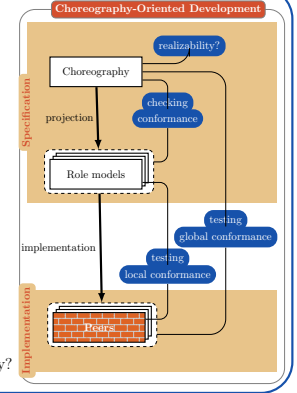 Choreography-Oriented Development
realizability?
Choreography
Specification
checking
conformance
projection
Role models
testing
global conformance
implementation
testing
local conformance
Implementation
Peers
y?